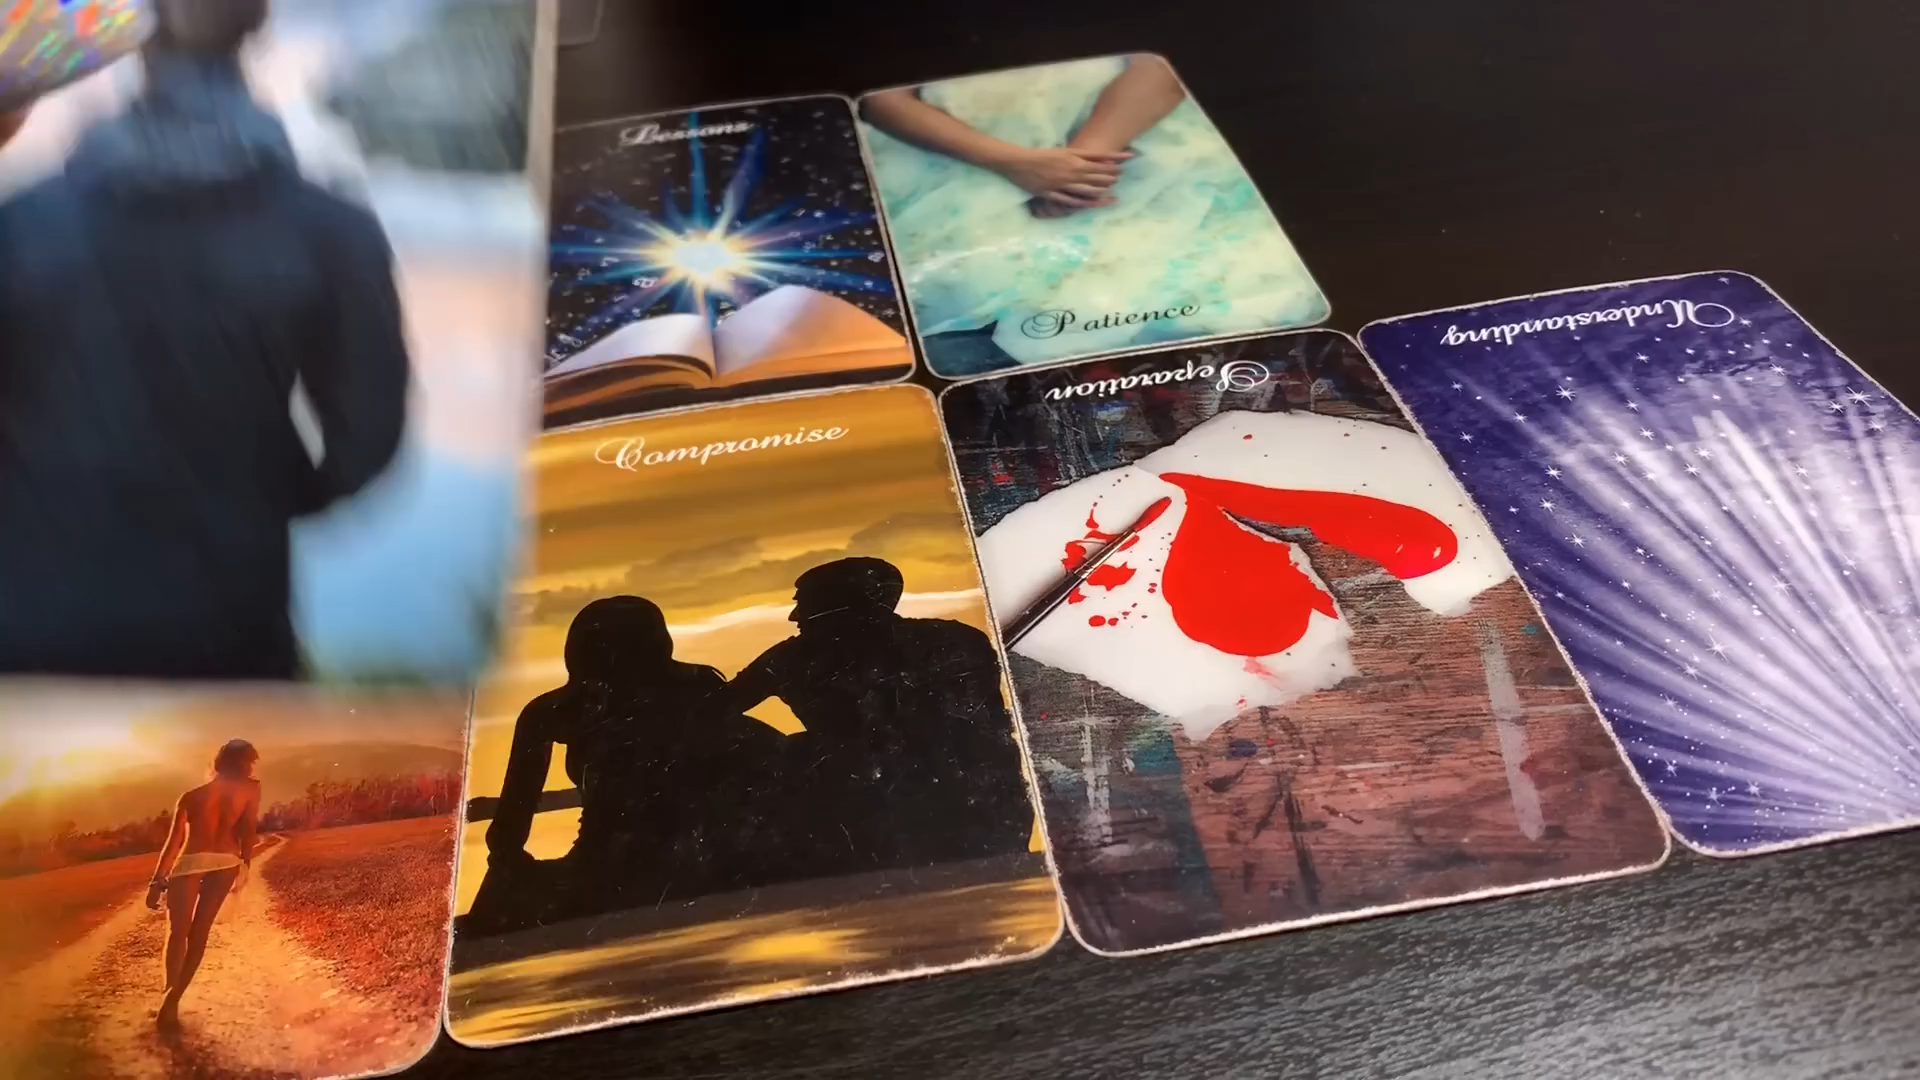 Lessons
Patience
Compromise
Separation
Understanding